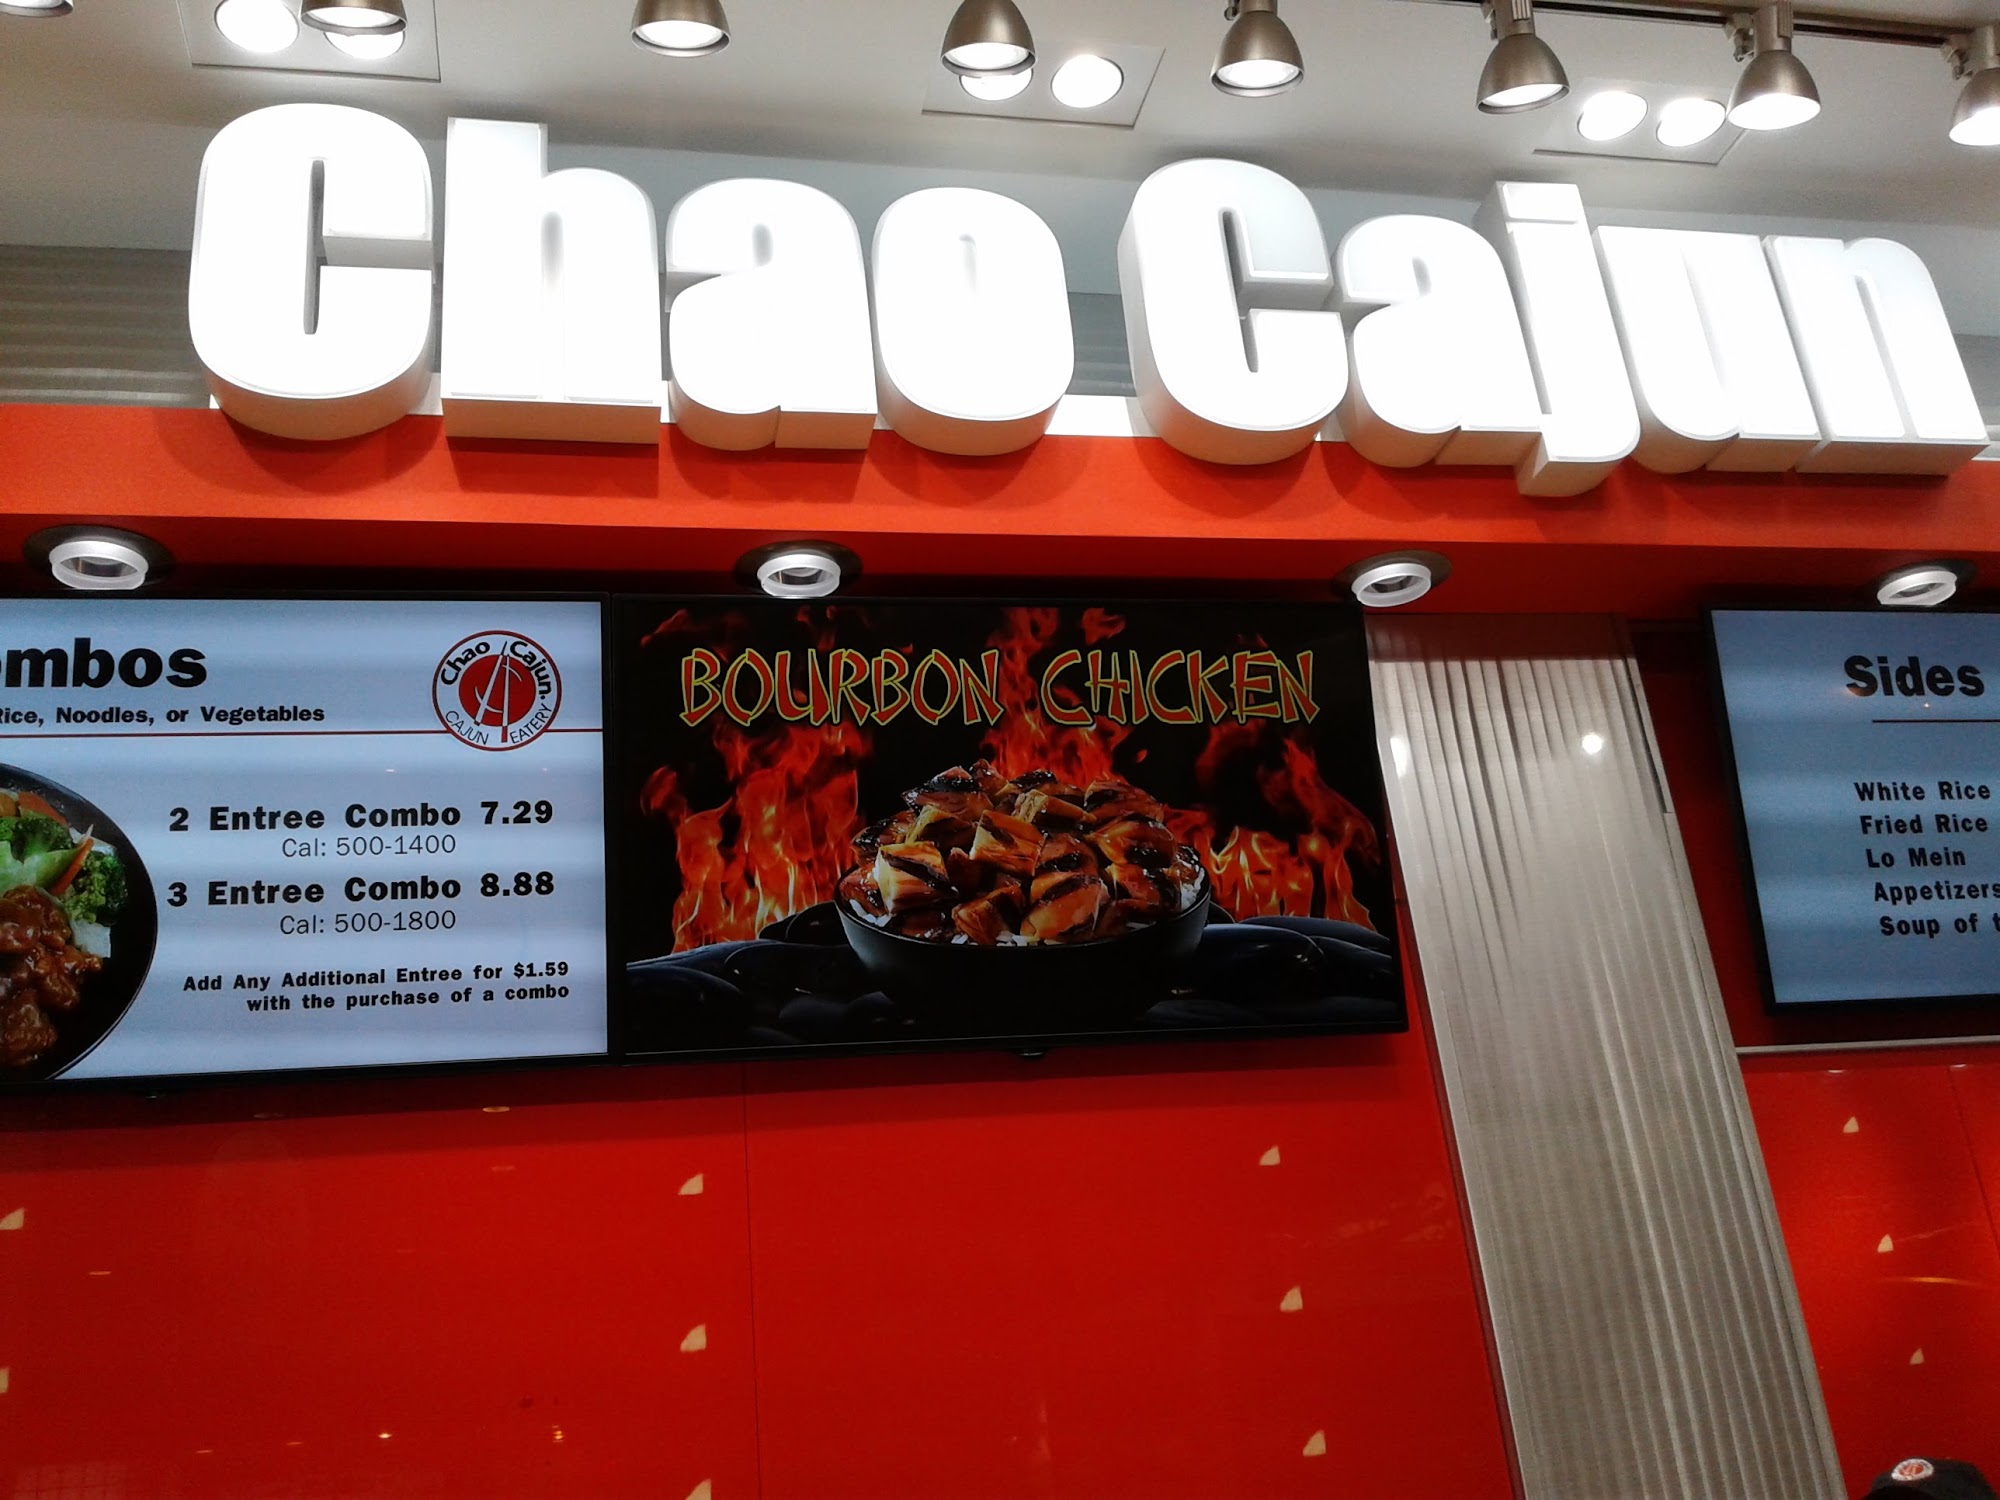 Chao Cajun
Combos
Rice, Noodles, or Vegetables
Chao Cajun
CAJUN EATERY
2 Entree Combo 7.29
Cal: 500-1400
3 Entree Combo 8.88
Cal: 500-1800
Add Any Additional Entree for $1.59
with the purchase of a combo
BOURBON CHICKEN
Sides
White Rice
Fried Rice
Lo Mein
Appetizers
Soup of